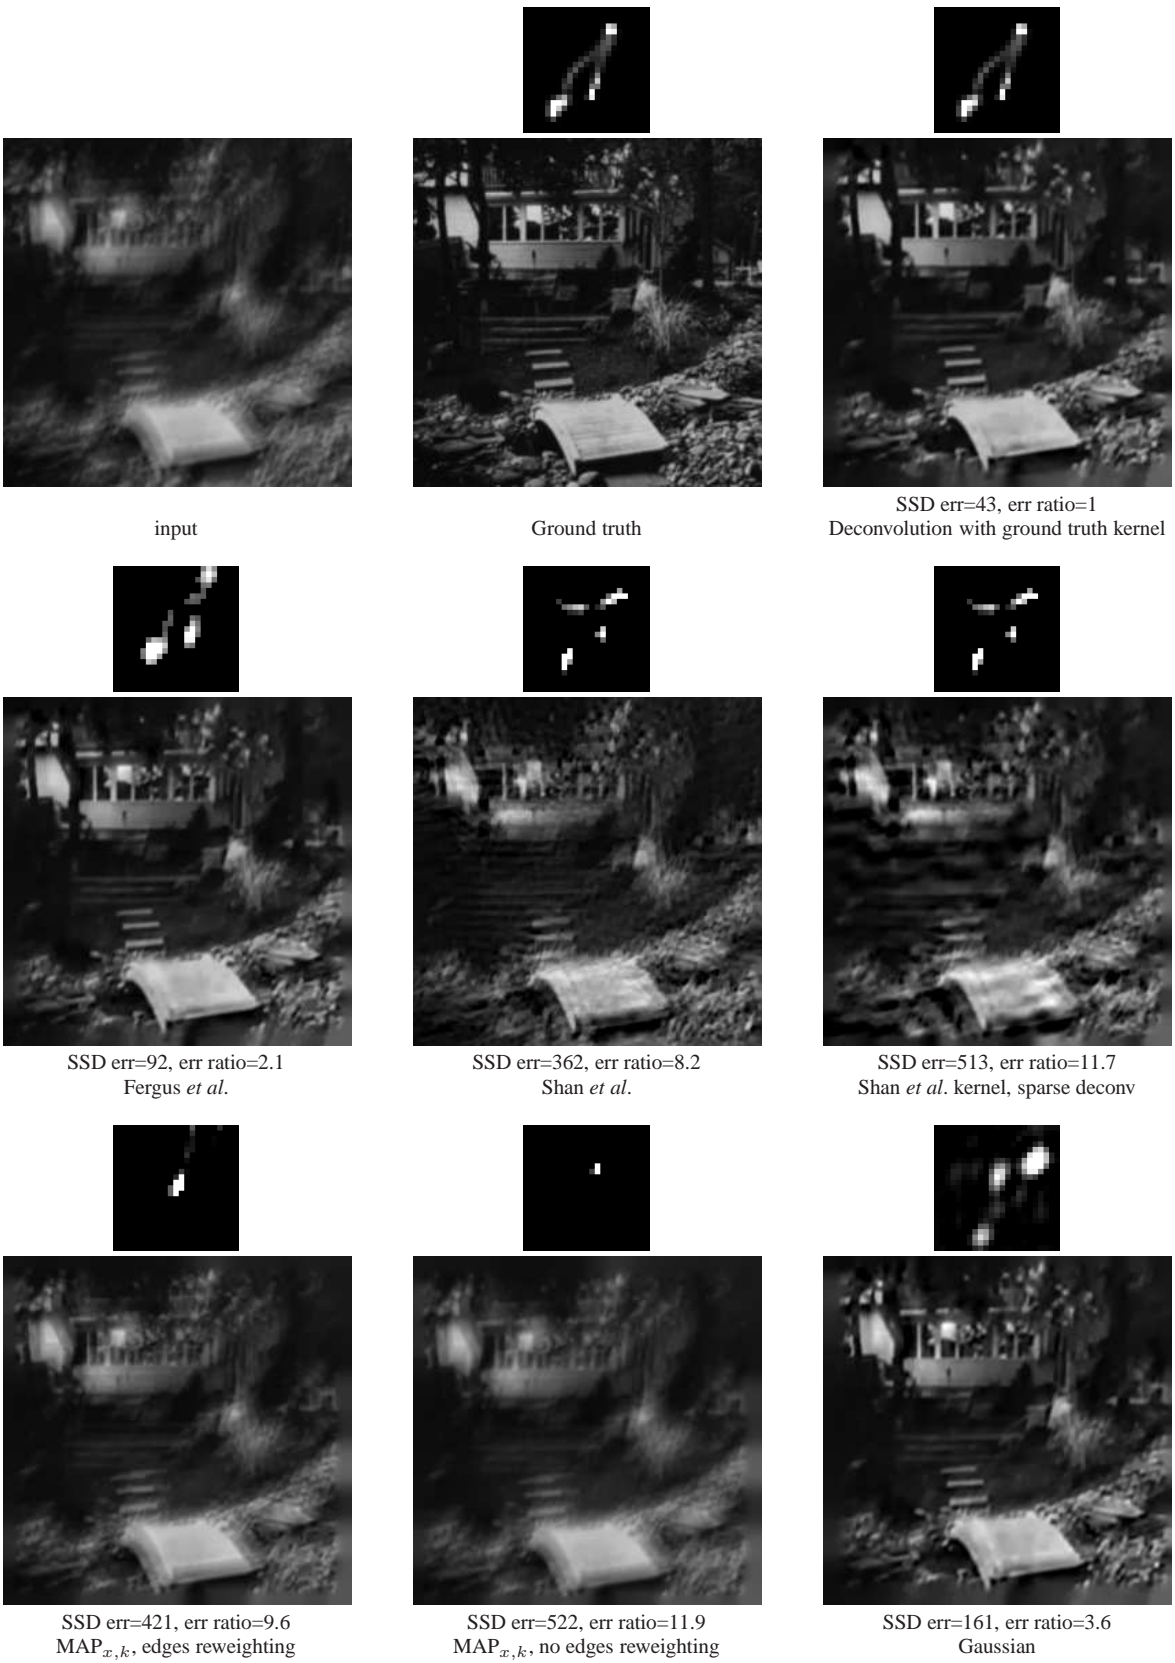 SSD err=43, err ratio=1
input
Ground truth
Deconvolution with ground truth kernel
SSD err=92, err ratio=2.1
SSD err=362, err ratio=8.2
SSD err=513, err ratio=11.7
Fergus et al.
Shan et al.
Shan et al. kernel, sparse deconv
SSD err=421, err ratio=9.6
SSD err=522, err ratio=11.9
SSD err=161, err ratio=3.6
MAPx,k, edges reweighting
MAPx,k, no edges reweighting
Gaussian